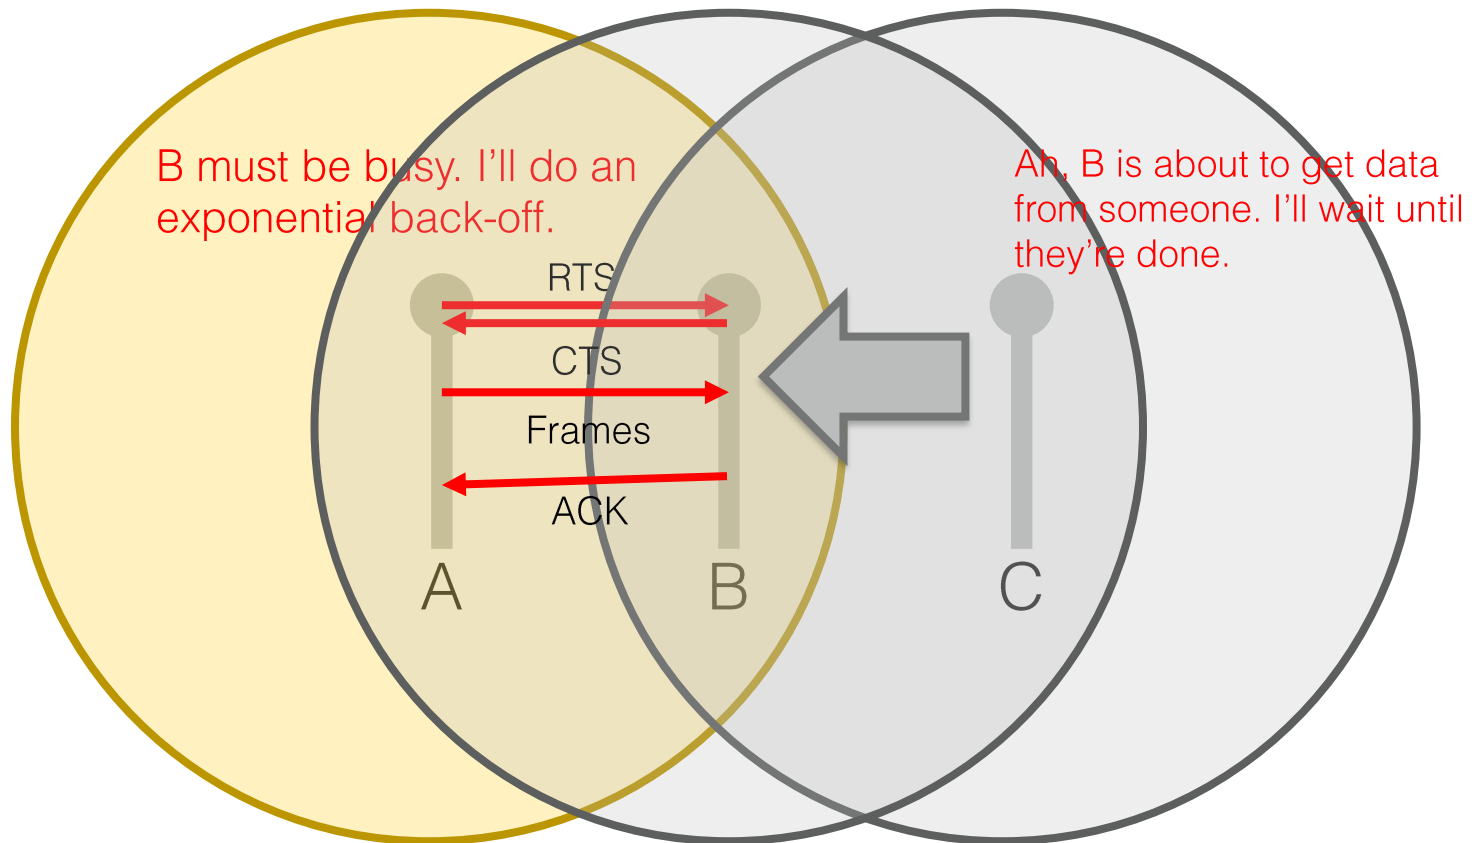 B must be busy. I’ll do an
exponential back-off.
Ah, B is about to get data
from someone. I’ll wait until
they’re done.
RTS
CTS
Frames
ACK
A
B
C